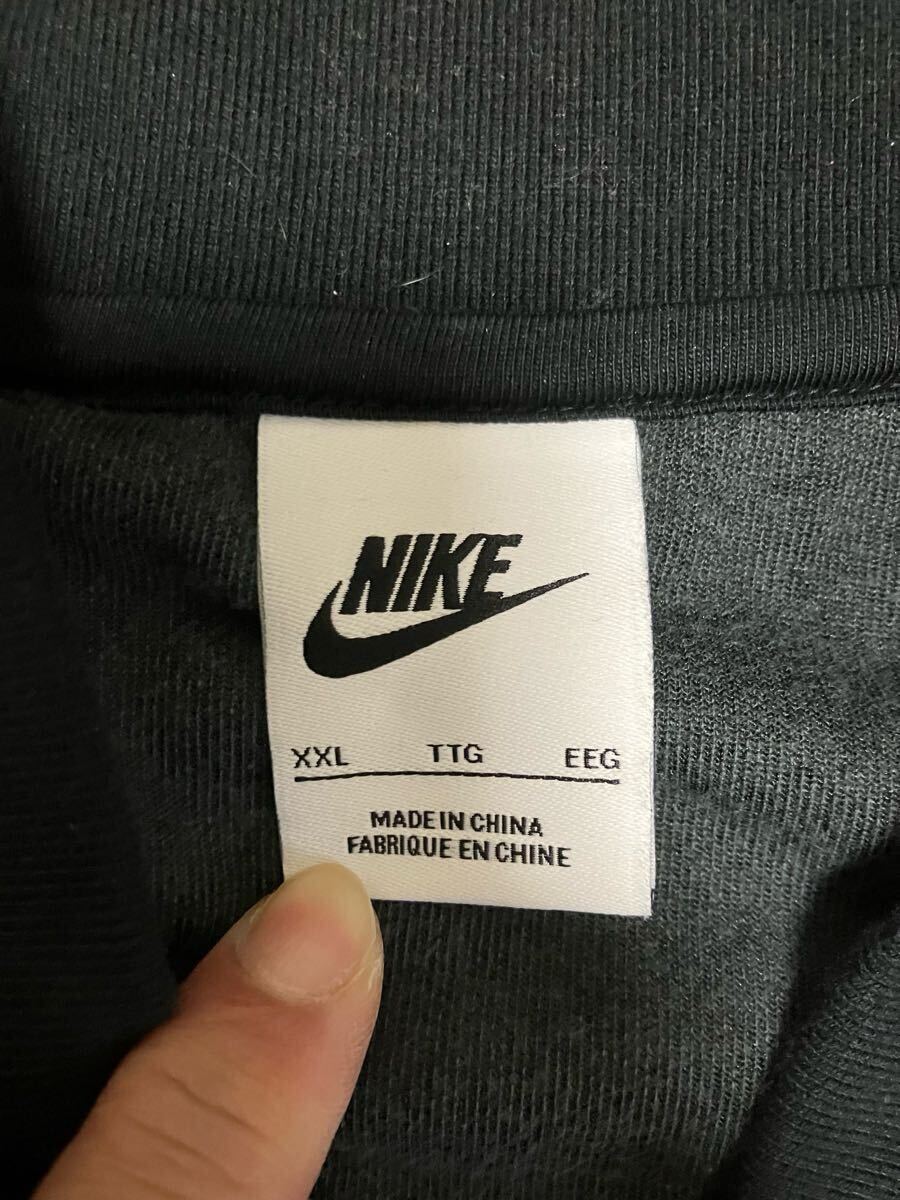 NIKE
XXL TTG EEG
MADE IN CHINA
FABRIQUE EN CHINE